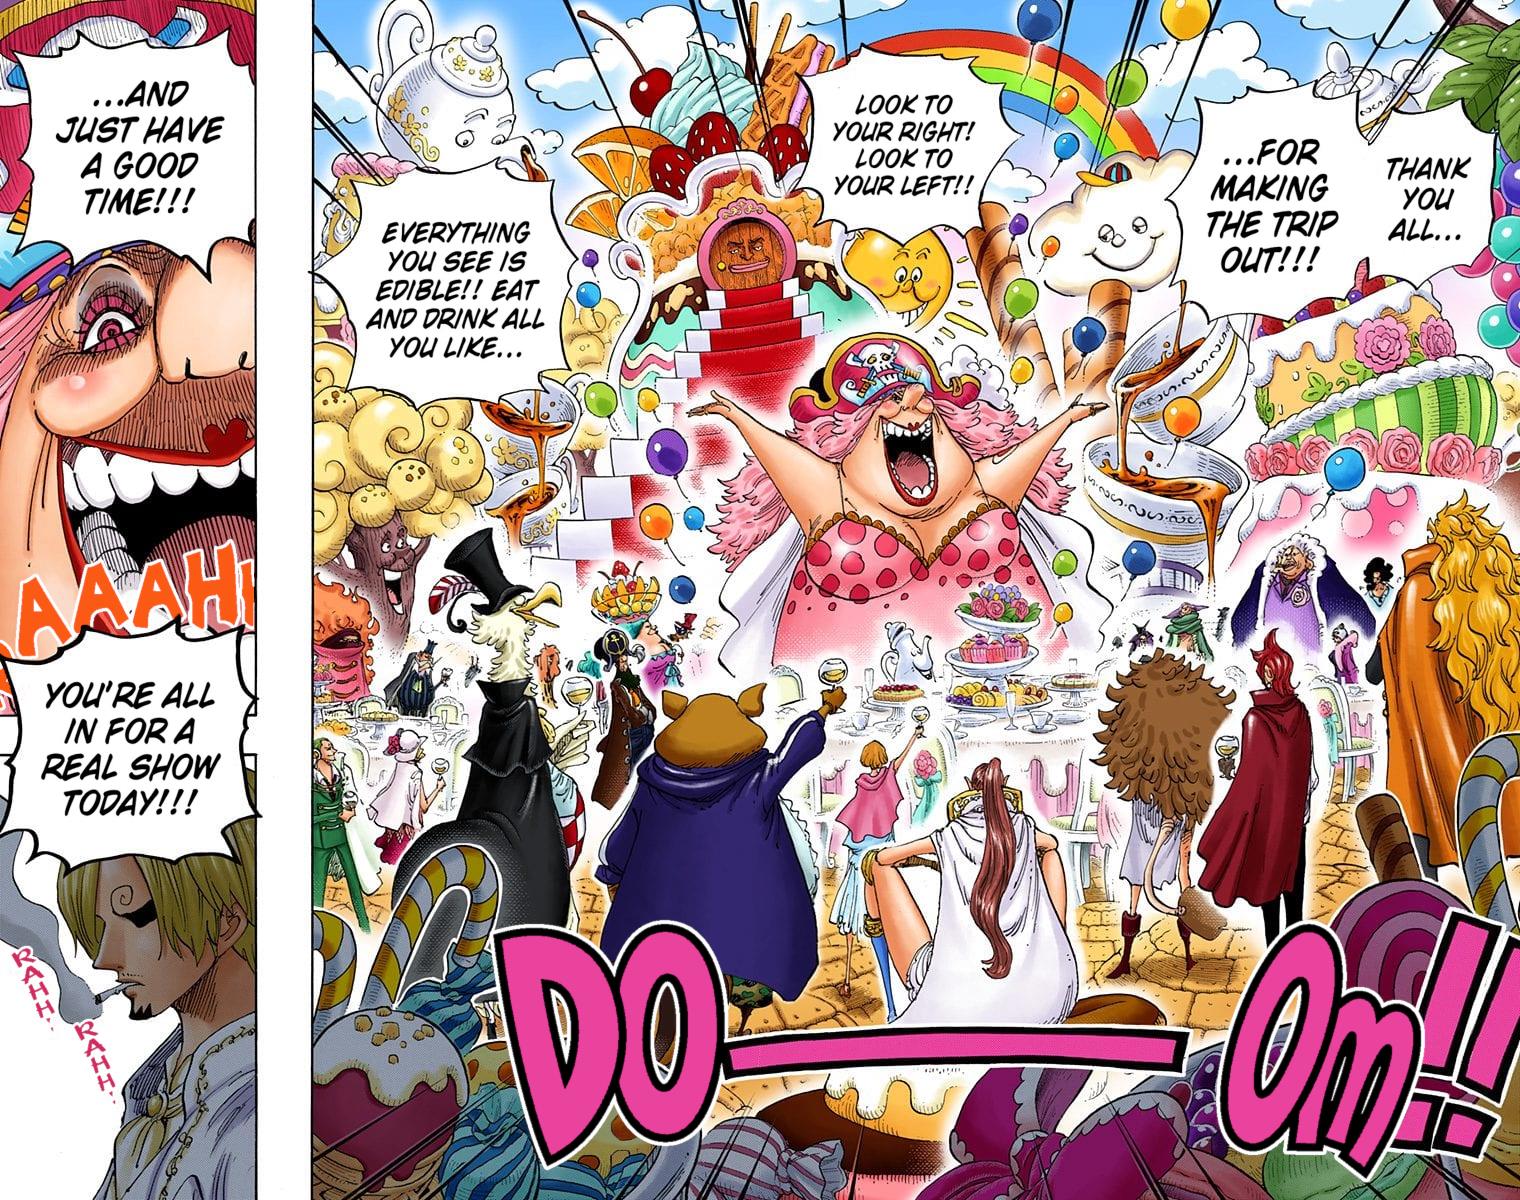 THANK
YOU
ALL...
...FOR
MAKING
THE TRIP
OUT!!!
LOOK TO
YOUR RIGHT!
LOOK TO
YOUR LEFT!!
EVERYTHING
YOU SEE IS
EDIBLE!! EAT
AND DRINK ALL
YOU LIKE...
DO—OM!!
...AND
JUST HAVE
A GOOD
TIME!!!
AAAAH
YOU'RE ALL
IN FOR A
REAL SHOW
TODAY!!!
RAHH!!
RAHH!!